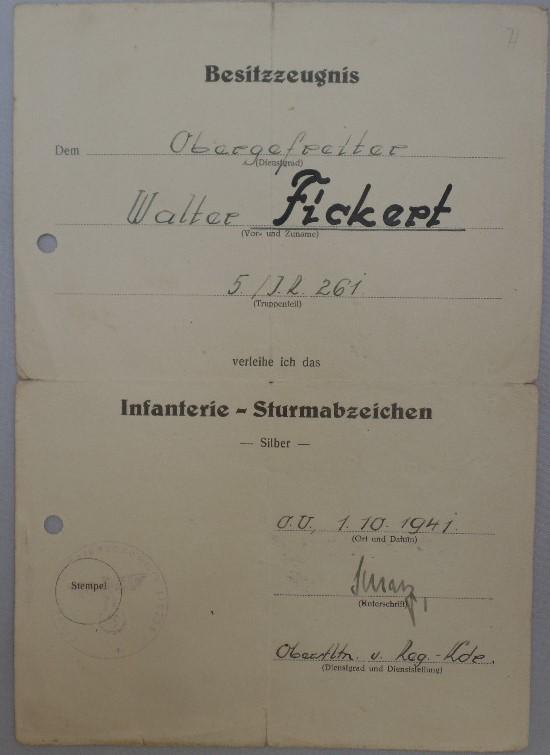 Besitzzeugnis
Dem Obergefreiter
(Dienstgrad)
Walter Fickert
(Vor- und Zuname)
5./J.R. 261
(Truppenteil)
verleihe ich das
Infanterie - Sturmabzeichen
— Silber —
O.U, 1. 10. 1941.
(Ort und Datum)
Stempel
(Unterschrift)
Oberstltn. u. Reg.-Kde.
(Dienstgrad und Dienststellung)